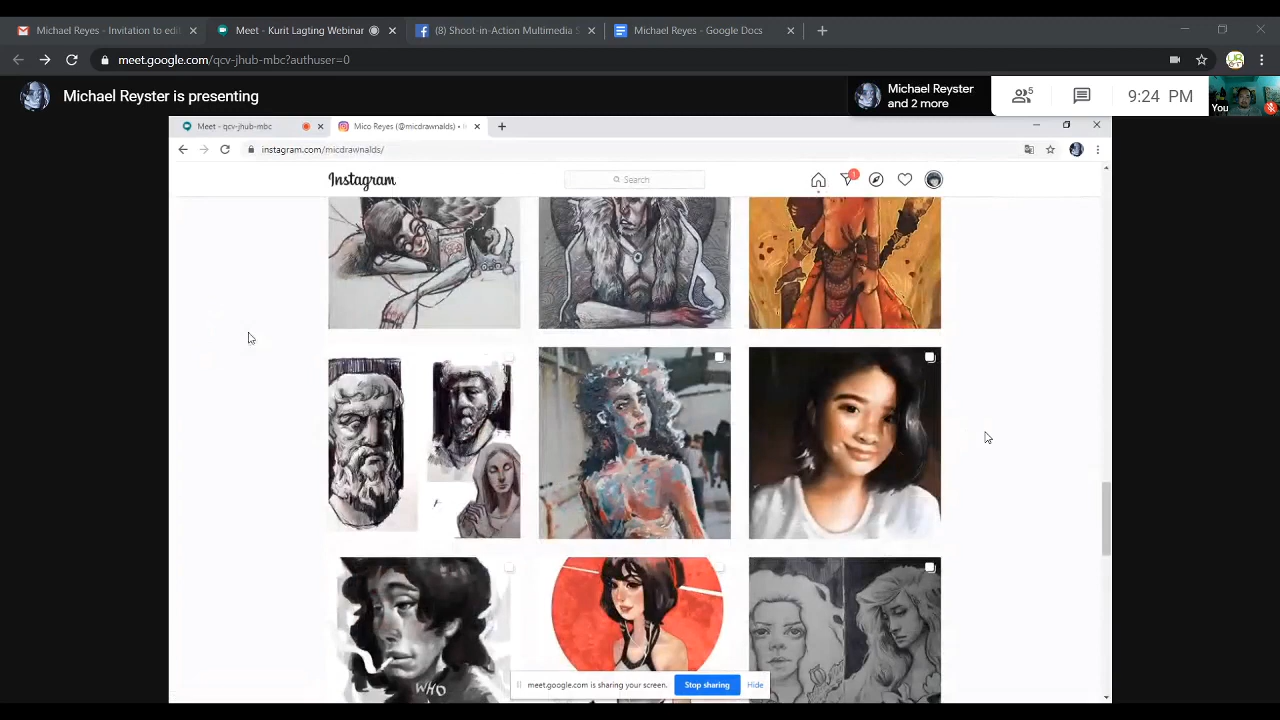 Michael Reyes - Invitation to edit
Meet - Kurit Lagting Webinar
(8) Shoot-in-Action Multimedia S
Michael Reyes - Google Docs
meet.google.com/qcv-jhub-mbc?authuser=0
Michael Reyster is presenting
Michael Reyster
and 2 more
5
9:24 PM
You
Meet - qcv-jhub-mbc
Mico Reyes (@micdrawnalds) •
instagram.com/micdrawnalds/
Instagram
Search
1
WHO
meet.google.com is sharing your screen.
Stop sharing
Hide